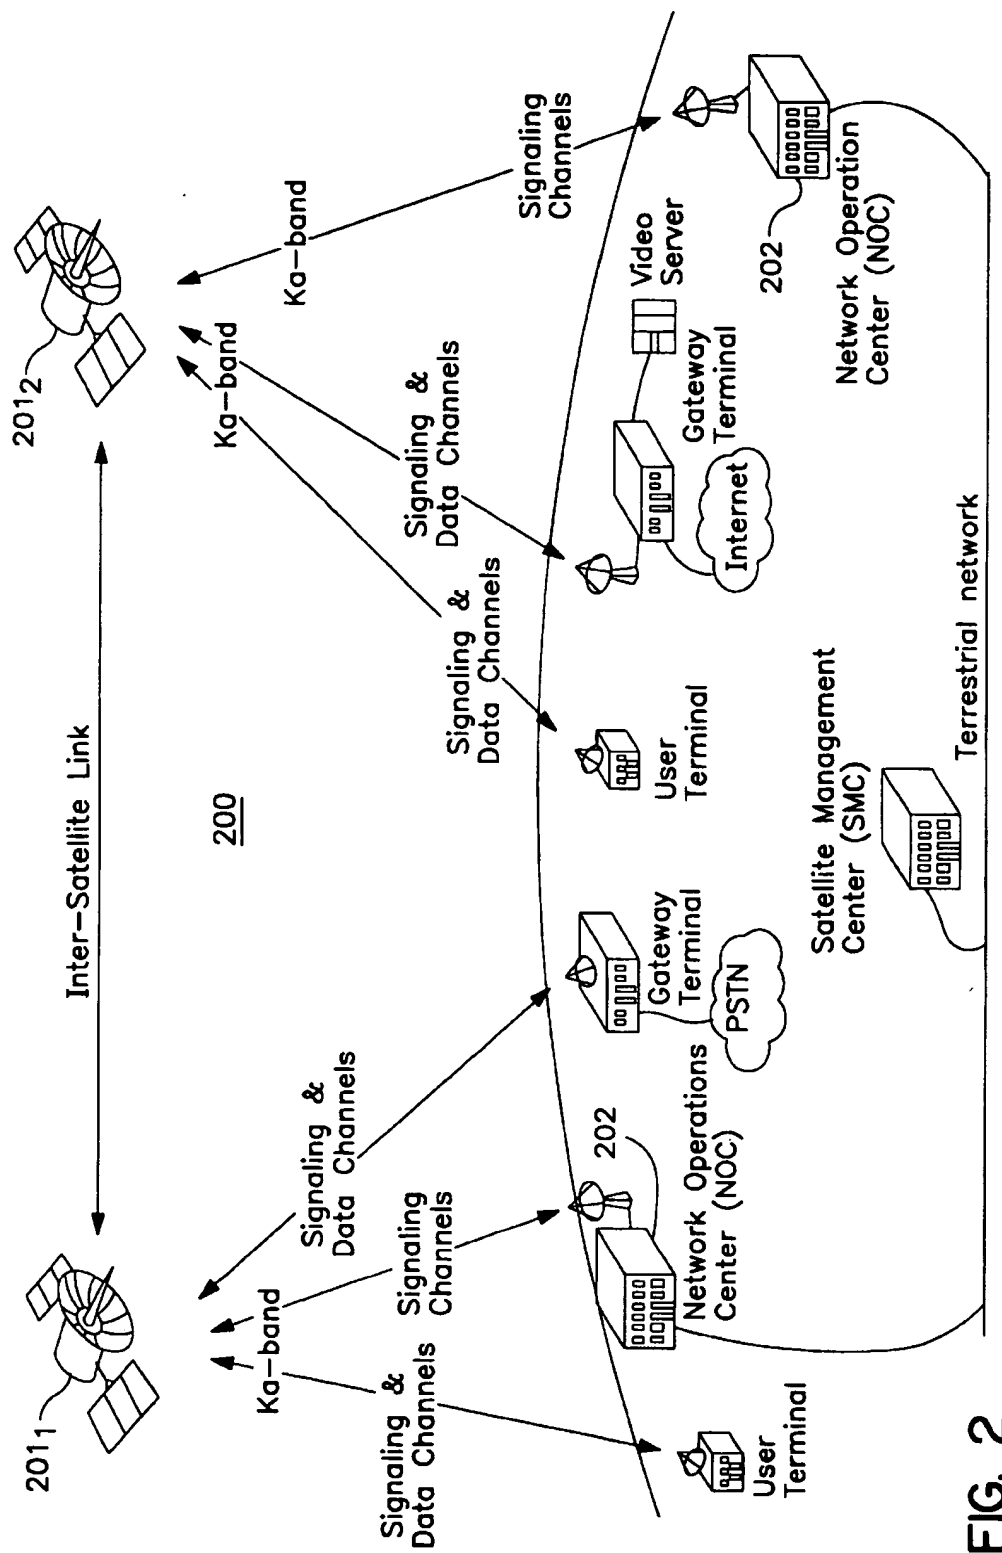 201₁
Inter-Satellite Link
201₂
200
Ka-band
Ka-band
Ka-band
Signaling &
Data Channels
Signaling
Channels
Signaling &
Data Channels
Signaling &
Data Channels
Signaling &
Data Channels
Signaling
Channels
User
Terminal
202
Network Operations
Center (NOC)
Gateway
Terminal
PSTN
User
Terminal
Internet
Gateway
Terminal
Video
Server
202
Network Operation
Center (NOC)
Satellite Management
Center (SMC)
Terrestrial network
FIG. 2